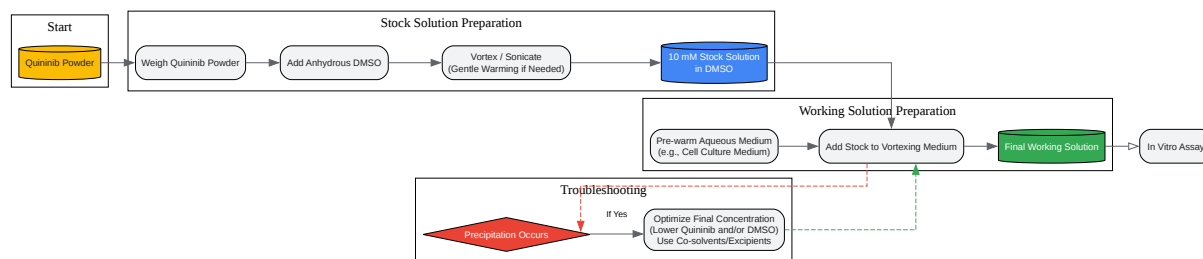 Start
Quininib Powder
Stock Solution Preparation
Weigh Quininib Powder
Add Anhydrous DMSO
Vortex / Sonicate
(Gentle Warming if Needed)
10 mM Stock Solution
in DMSO
Working Solution Preparation
Pre-warm Aqueous Medium
(e.g., Cell Culture Medium)
Add Stock to Vortexing Medium
Final Working Solution
In Vitro Assay
Troubleshooting
Precipitation Occurs
If Yes
Optimize Final Concentration
(Lower Quininib and/or DMSO)
Use Co-solvents/Excipients